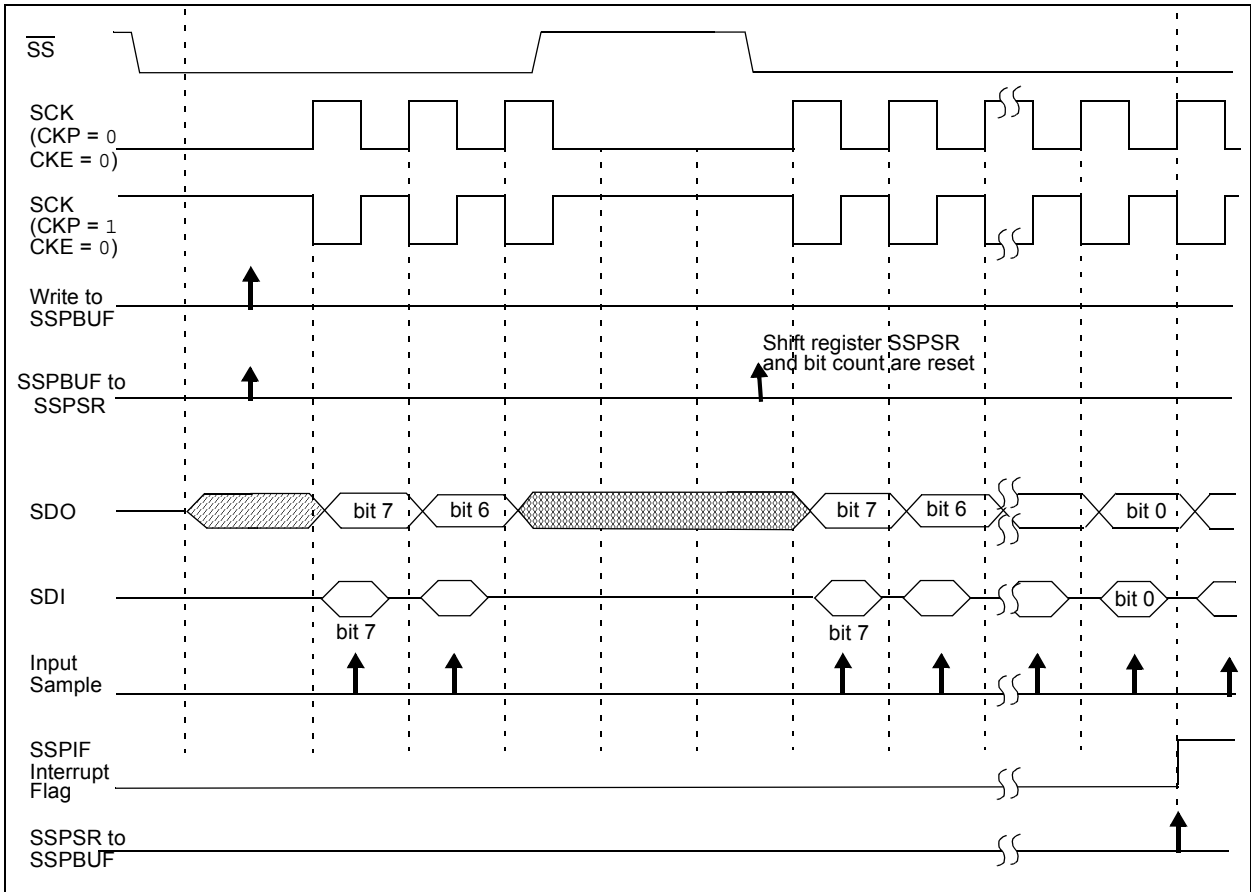 SS
SCK
(CKP = 0
CKE = 0)
SCK
(CKP = 1
CKE = 0)
Write to
SSPBUF
Shift register SSPSR
and bit count are reset
SSPBUF to
SSPSR
SDO
bit 7
bit 6
bit 7
bit 6
bit 0
SDI
bit 0
bit 7
bit 7
Input
Sample
SSPIF
Interrupt
Flag
SSPSR to
SSPBUF